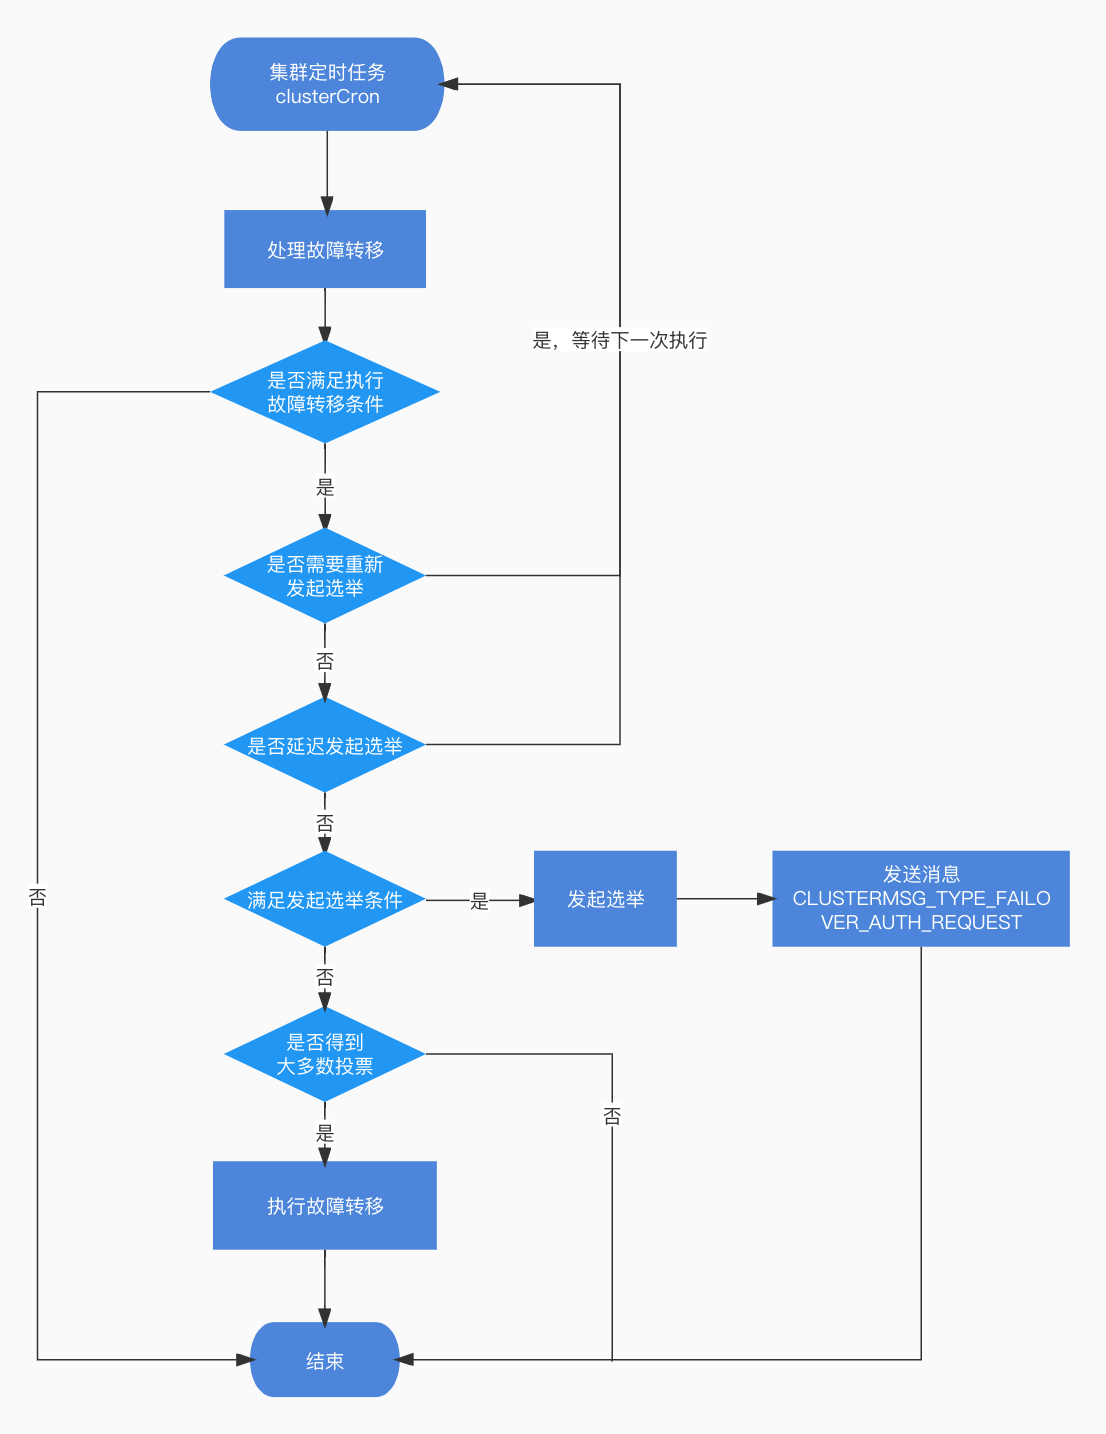 集群定时任务
clusterCron
处理故障转移
是，等待下一次执行
是否满足执行
故障转移条件
是
是否需要重新
发起选举
否
是否延迟发起选举
否
满足发起选举条件
是
发起选举
发送消息
CLUSTERMSG_TYPE_FAILO
VER_AUTH_REQUEST
否
否
是否得到
大多数投票
否
是
执行故障转移
结束